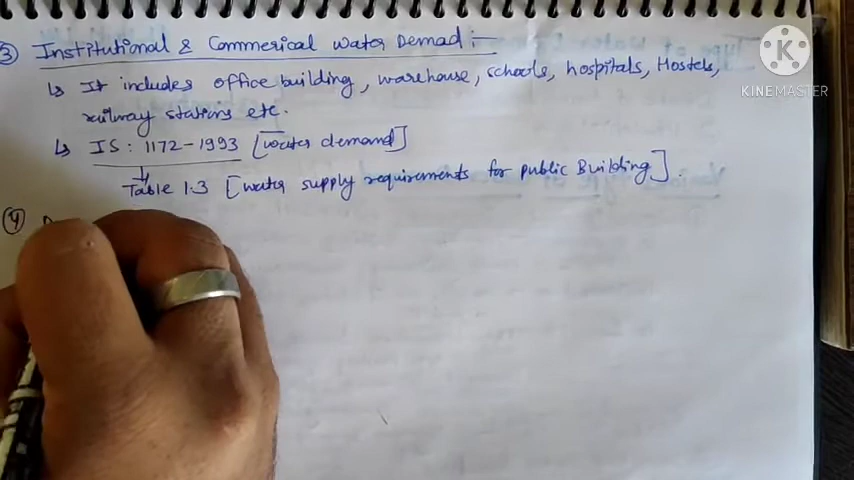 ③ Institutional & Commerical Water Demad :-
↳ It includes office building, warehouse, schools, hospitals, Hostels,
railway stations etc.
↳ IS : 1172 - 1993 [water demand]
Table 1.3 [water supply requirements for public Building].
④
KINEMASTER